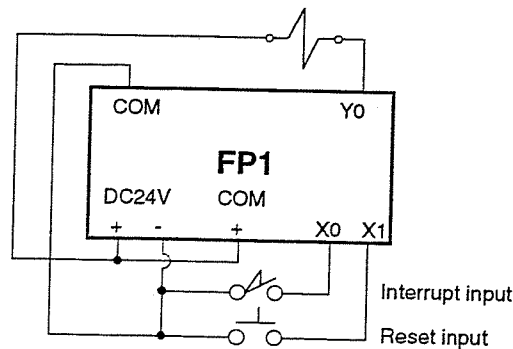 COM Y0
FP1
DC24V COM
+ - + X0 X1
Interrupt input
Reset input